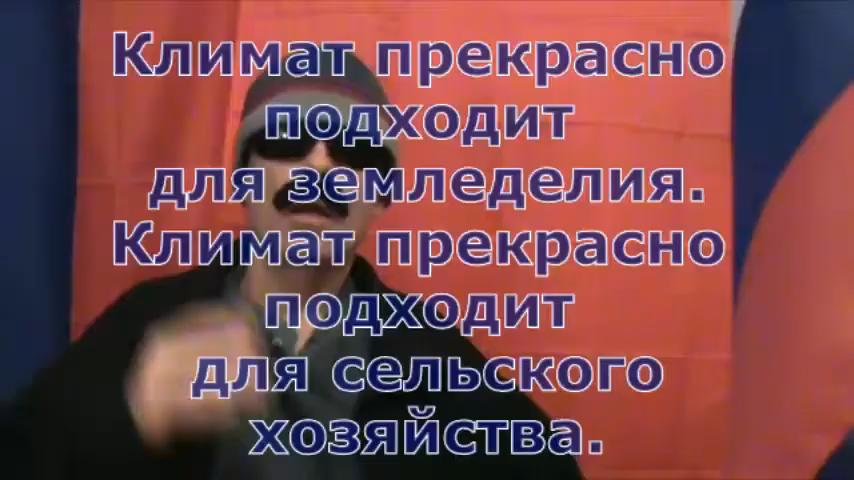 Климат прекрасно
подходит
для земледелия.
Климат прекрасно
подходит
для сельского
хозяйства.